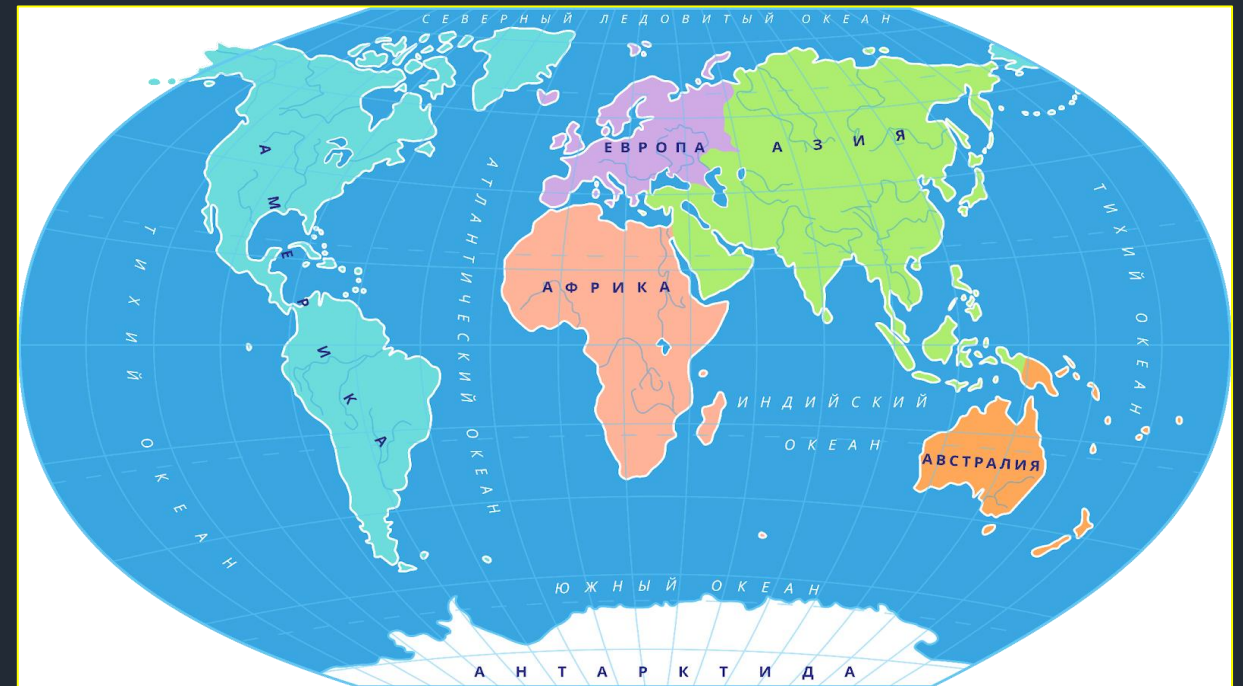 СЕВЕРНЫЙ ЛЕДОВИТЫЙ ОКЕАН
ЕВРОПА
АЗИЯ
АМЕРИКА
АТЛАНТИЧЕСКИЙ ОКЕАН
ТИХИЙ ОКЕАН
ТИХИЙ ОКЕАН
АФРИКА
ИНДИЙСКИЙ
ОКЕАН
АВСТРАЛИЯ
ЮЖНЫЙ ОКЕАН
АНТАРКТИДА